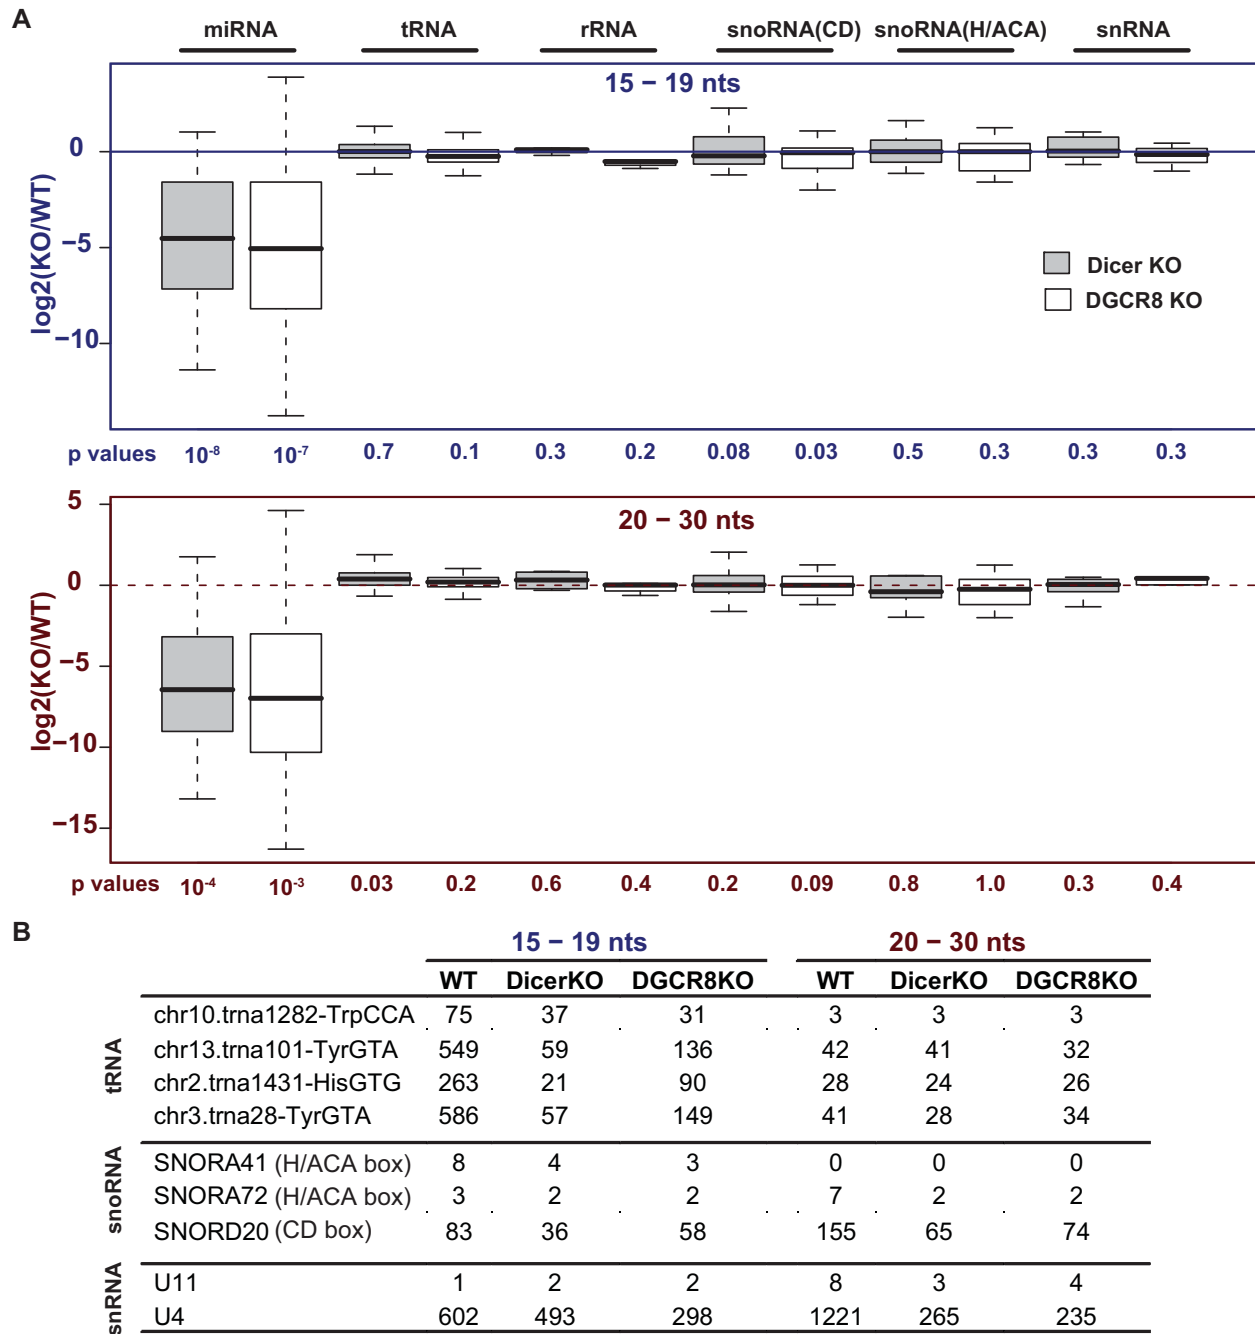 A
miRNA tRNA rRNA snoRNA(CD) snoRNA(H/ACA) snRNA
15 – 19 nts
0
−5
−10
log2(KO/WT)
Dicer KO
DGCR8 KO
p values 10⁻⁸ 10⁻⁷ 0.7 0.1 0.3 0.2 0.08 0.03 0.5 0.3 0.3 0.3
20 – 30 nts
5
0
−5
−10
−15
log2(KO/WT)
p values 10⁻⁴ 10⁻³ 0.03 0.2 0.6 0.4 0.2 0.09 0.8 1.0 0.3 0.4
B
15 – 19 nts 20 – 30 nts
WT DicerKO DGCR8KO WT DicerKO DGCR8KO
tRNA
chr10.trna1282-TrpCCA 75 37 31 3 3 3
chr13.trna101-TyrGTA 549 59 136 42 41 32
chr2.trna1431-HisGTG 263 21 90 28 24 26
chr3.trna28-TyrGTA 586 57 149 41 28 34
snoRNA
SNORA41 (H/ACA box) 8 4 3 0 0 0
SNORA72 (H/ACA box) 3 2 2 7 2 2
SNORD20 (CD box) 83 36 58 155 65 74
snRNA
U11 1 2 2 8 3 4
U4 602 493 298 1221 265 235